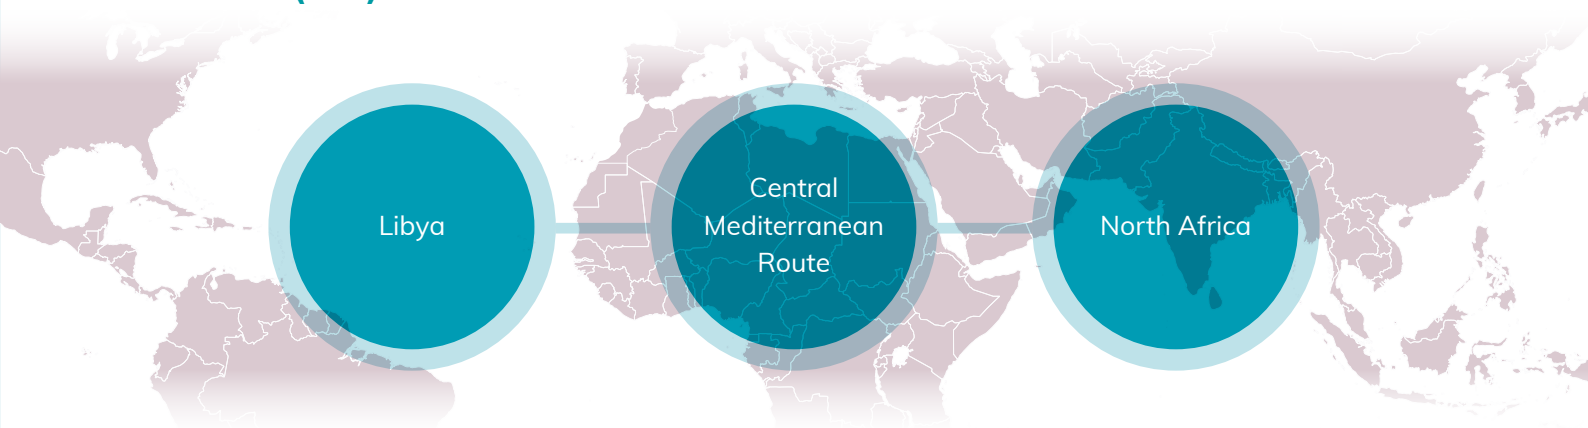 Libya
Central
Mediterranean
Route
North Africa